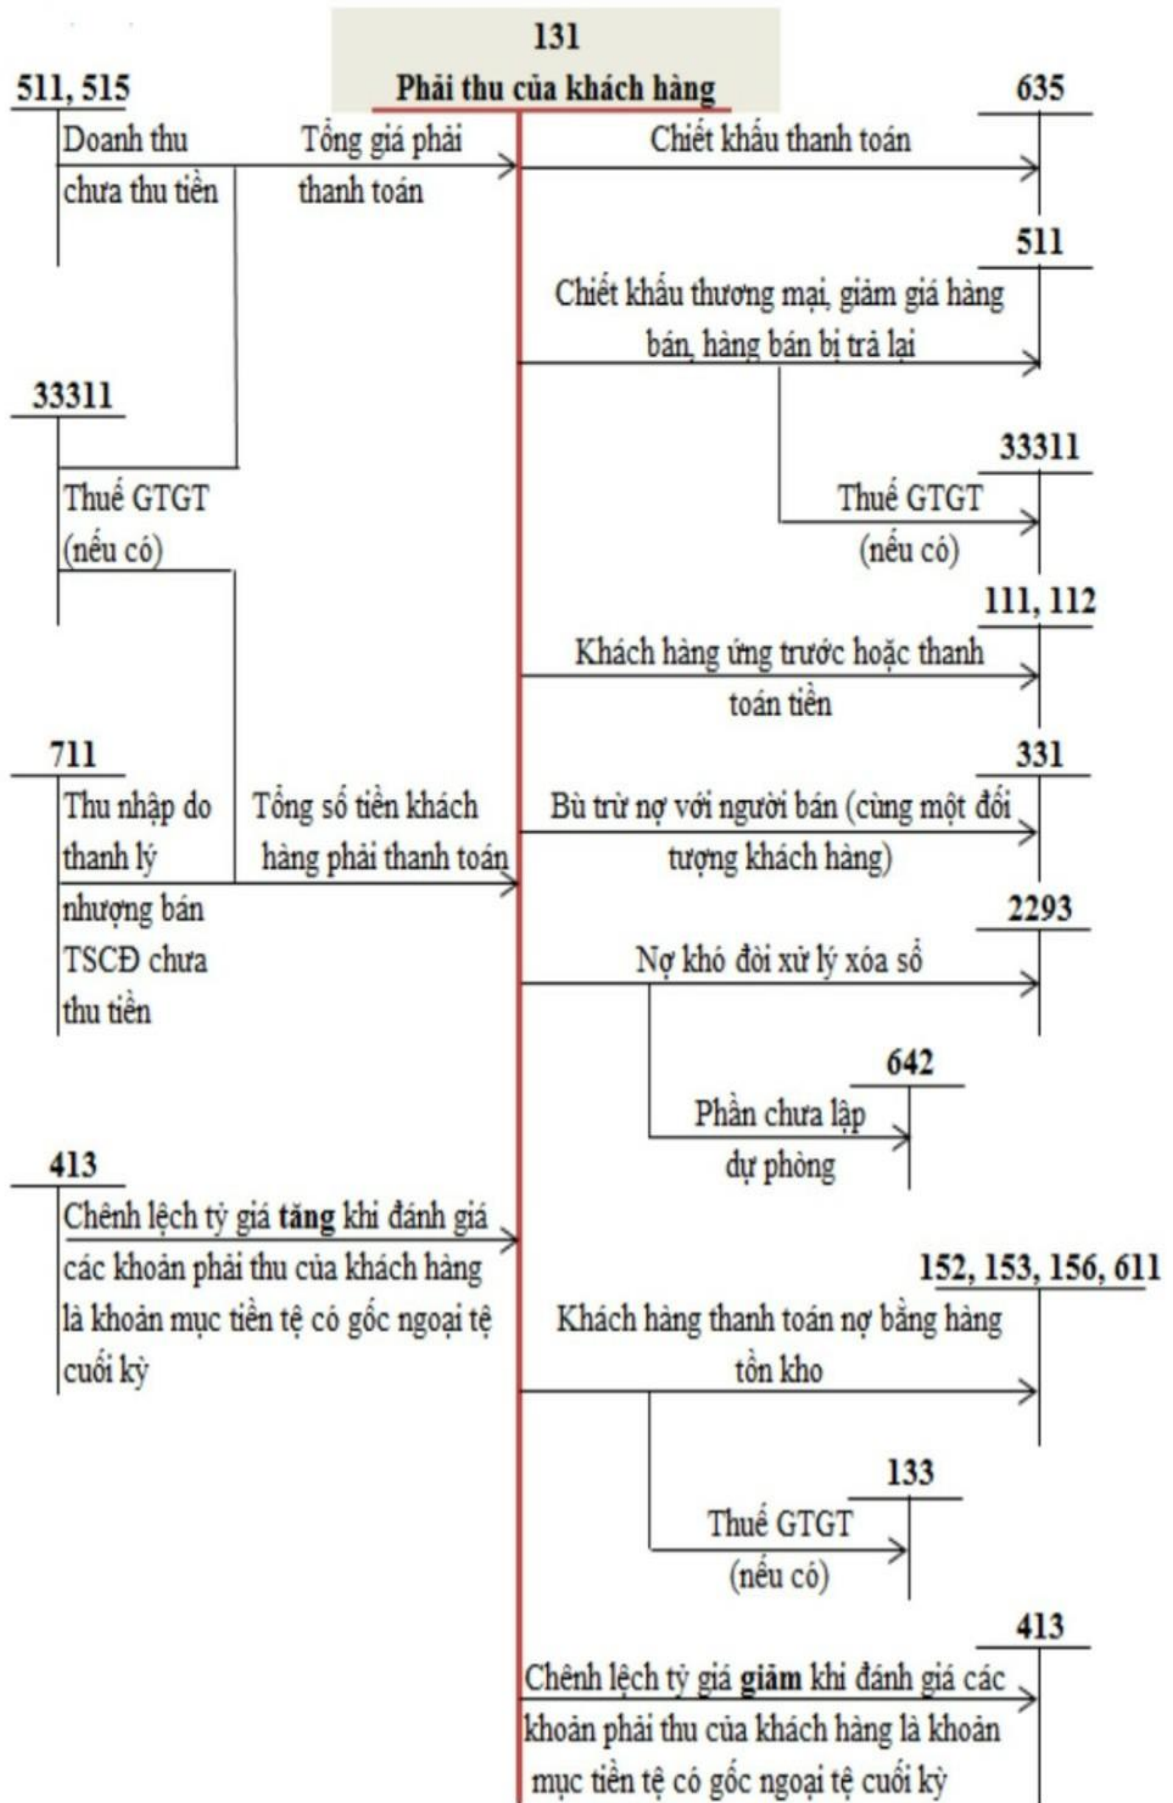 131
Phải thu của khách hàng
511, 515
Doanh thu
chưa thu tiền
Tổng giá phải
thanh toán
33311
Thuế GTGT
(nếu có)
711
Thu nhập do
thanh lý
nhượng bán
TSCĐ chưa
thu tiền
Tổng số tiền khách
hàng phải thanh toán
413
Chênh lệch tỷ giá tăng khi đánh giá
các khoản phải thu của khách hàng
là khoản mục tiền tệ có gốc ngoại tệ
cuối kỳ
635
Chiết khấu thanh toán
511
Chiết khấu thương mại, giảm giá hàng
bán, hàng bán bị trả lại
33311
Thuế GTGT
(nếu có)
111, 112
Khách hàng ứng trước hoặc thanh
toán tiền
331
Bù trừ nợ với người bán (cùng một đối
tượng khách hàng)
2293
Nợ khó đòi xử lý xóa sổ
642
Phần chưa lập
dự phòng
152, 153, 156, 611
Khách hàng thanh toán nợ bằng hàng
tồn kho
133
Thuế GTGT
(nếu có)
413
Chênh lệch tỷ giá giảm khi đánh giá các
khoản phải thu của khách hàng là khoản
mục tiền tệ có gốc ngoại tệ cuối kỳ